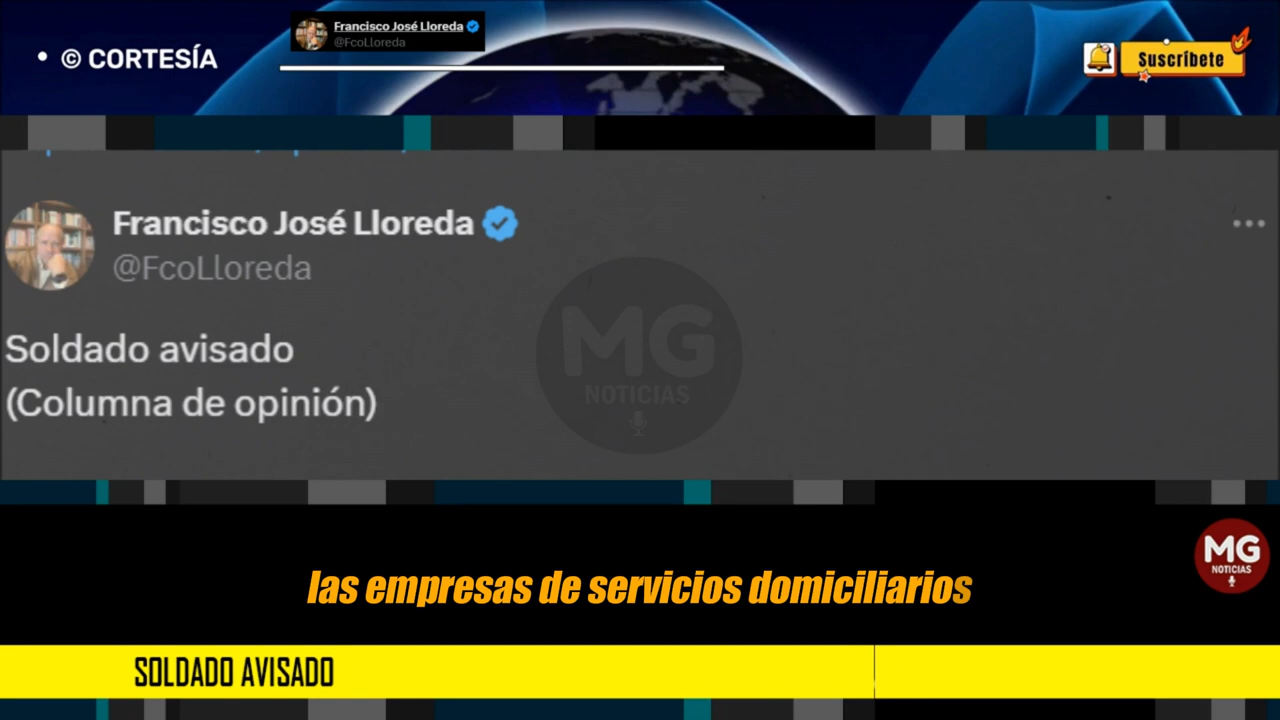 Francisco José Lloreda
@FcoLloreda
• © CORTESÍA
Suscríbete
Francisco José Lloreda
@FcoLloreda
Soldado avisado
(Columna de opinión)
MG
NOTICIAS
MG
NOTICIAS
las empresas de servicios domiciliarios
SOLDADO AVISADO